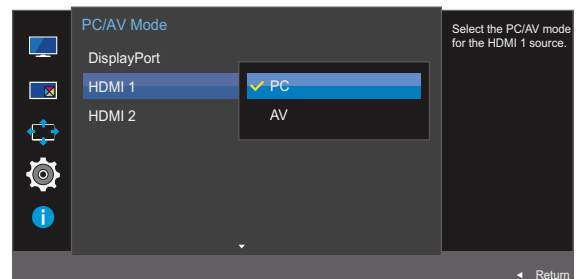 PC/AV Mode
DisplayPort
HDMI 1
HDMI 2
PC
AV
Select the PC/AV mode
for the HDMI 1 source.
Return